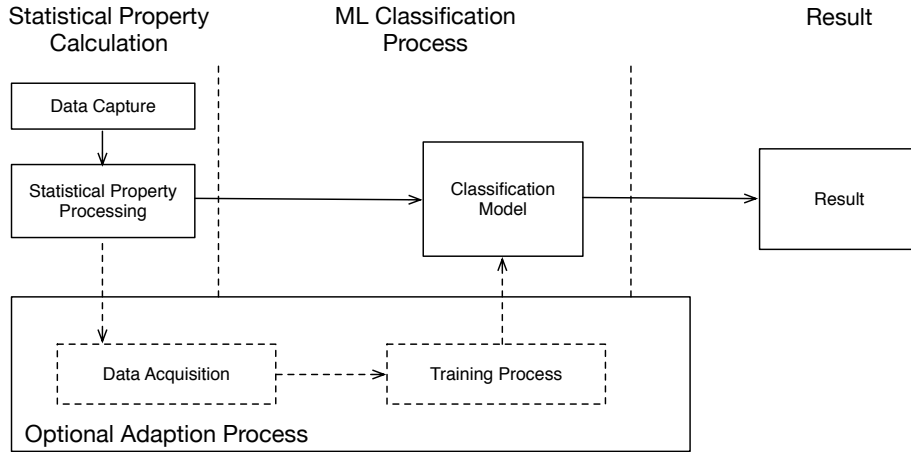 Statistical Property
Calculation
ML Classification
Process
Result
Data Capture
Statistical Property
Processing
Classification
Model
Result
Data Acquisition
Training Process
Optional Adaption Process